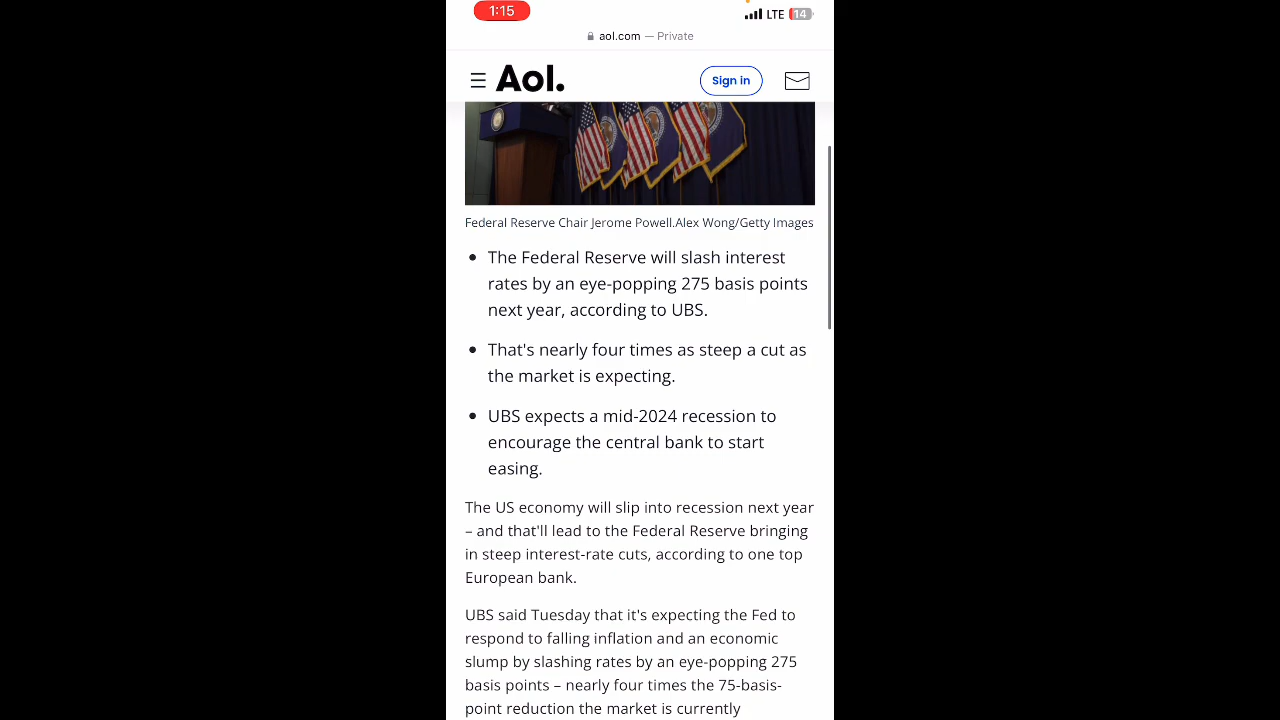 1:15
LTE 14
aol.com — Private
Aol.
Sign in
Federal Reserve Chair Jerome Powell.Alex Wong/Getty Images
• The Federal Reserve will slash interest
rates by an eye-popping 275 basis points
next year, according to UBS.
• That's nearly four times as steep a cut as
the market is expecting.
• UBS expects a mid-2024 recession to
encourage the central bank to start
easing.
The US economy will slip into recession next year
– and that'll lead to the Federal Reserve bringing
in steep interest-rate cuts, according to one top
European bank.
UBS said Tuesday that it's expecting the Fed to
respond to falling inflation and an economic
slump by slashing rates by an eye-popping 275
basis points – nearly four times the 75-basis-
point reduction the market is currently